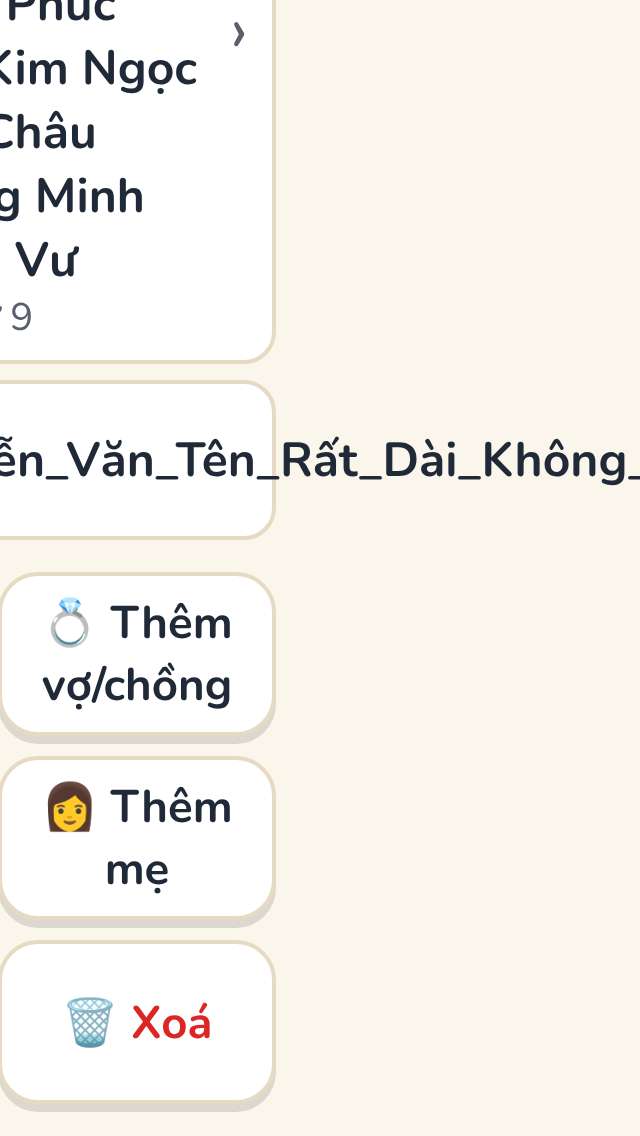 Phúc
Kim Ngọc
›
Châu
g Minh
Vư
9
ễn_Văn_Tên_Rất_Dài_Không_
💍 Thêm
vợ/chồng
👩 Thêm
mẹ
🗑️ Xoá